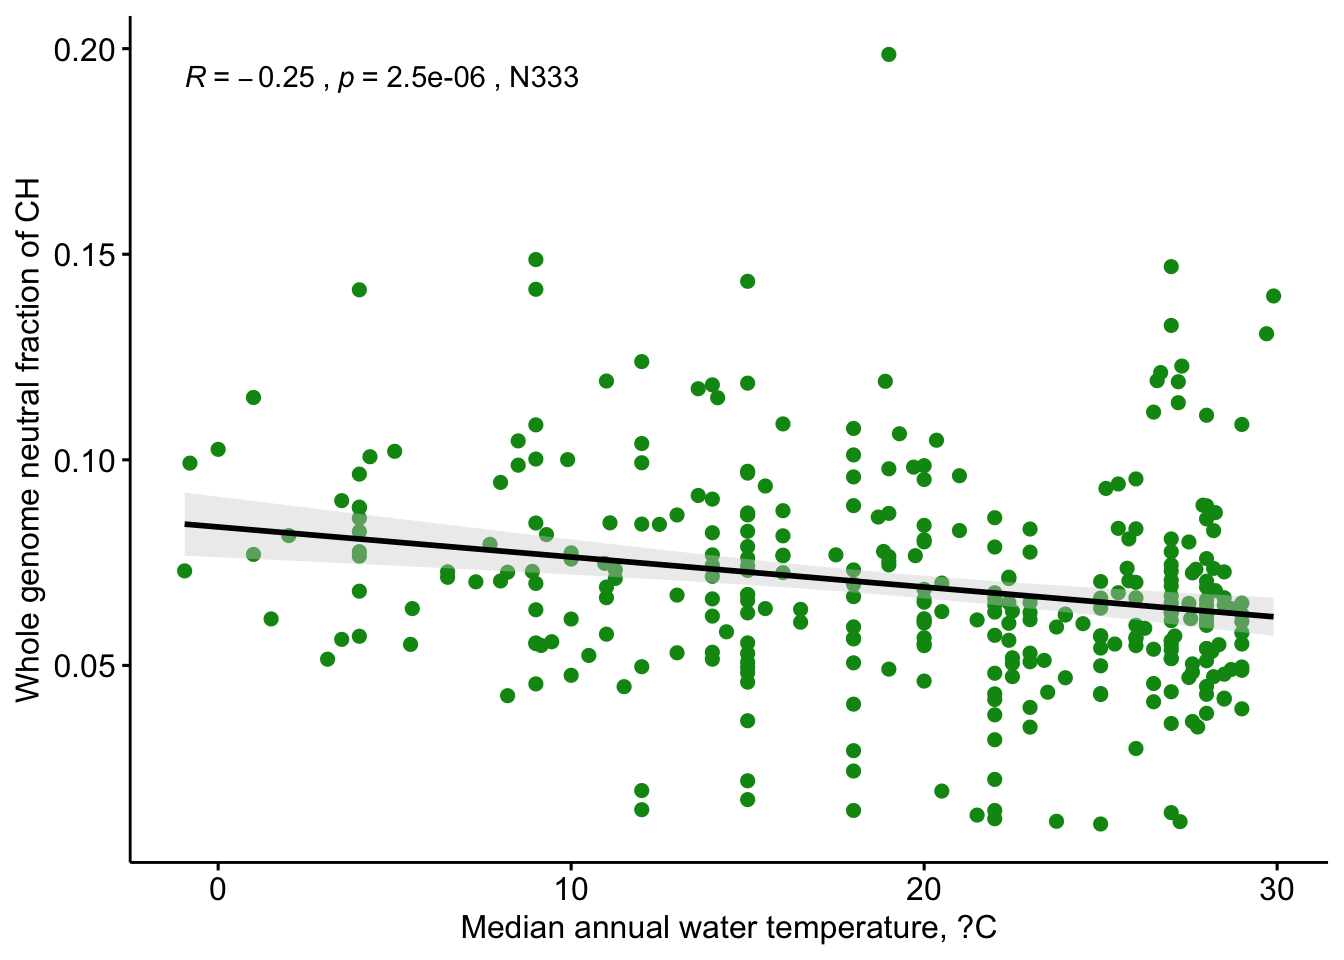 R = −0.25 , p = 2.5e-06 , N333
Whole genome neutral fraction of CH
0.20
0.15
0.10
0.05
0 10 20 30
Median annual water temperature, ?C